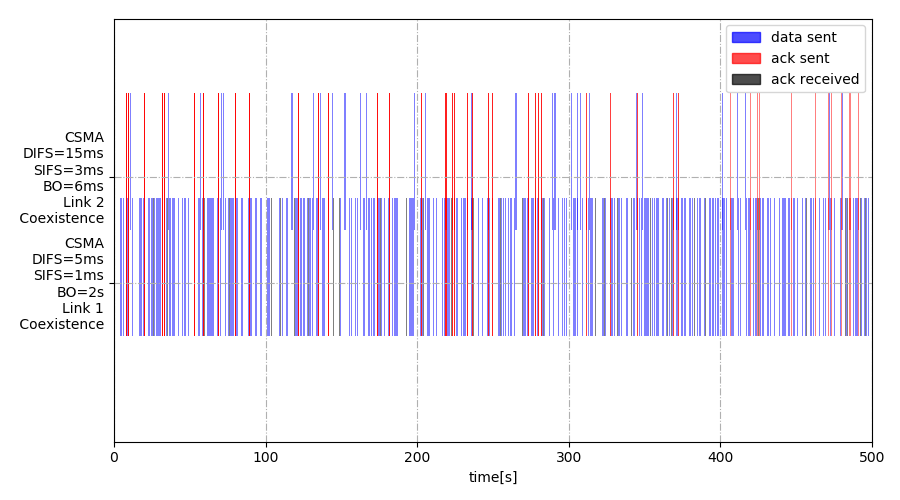 data sent
ack sent
ack received
CSMA
DIFS=15ms
SIFS=3ms
BO=6ms
Link 2
Coexistence
CSMA
DIFS=5ms
SIFS=1ms
BO=2s
Link 1
Coexistence
0 100 200 300 400 500
time[s]